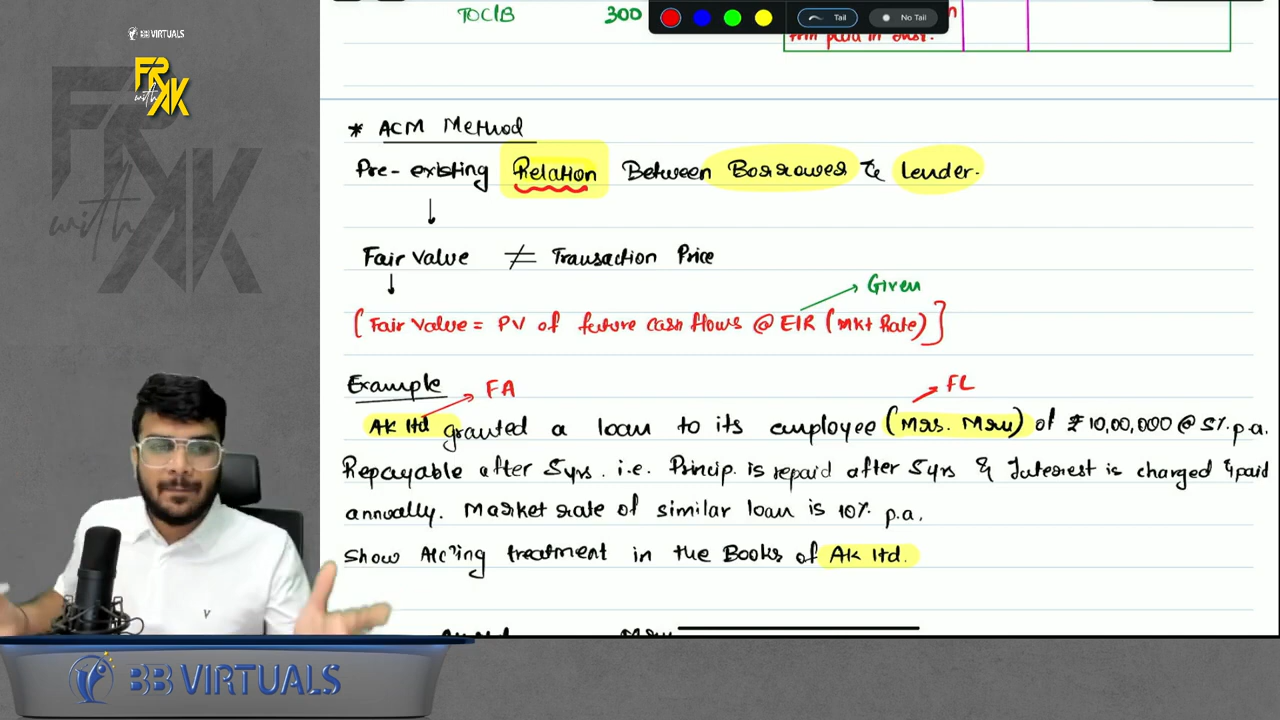 TOCIB 300
Tail
No Tail
BB VIRTUALS
FR
with
AK
* ACM Method
Pre-existing Relation Between Borrower & Lender.
Fair Value ≠ Transaction Price
Given
[Fair Value = PV of future cash flows @ EIR (Mkt Rate)]
Example
FA
FL
AK ltd granted a loan to its employee (Mrs. Mru) of ₹10,00,000 @ 5% p.a.
Repayable after 5yrs. i.e. Princip. is repaid after 5yrs & Interest is charged & paid
annually. Market rate of similar loan is 10% p.a.
Show A/c'ing treatment in the Books of AK ltd.
BB VIRTUALS